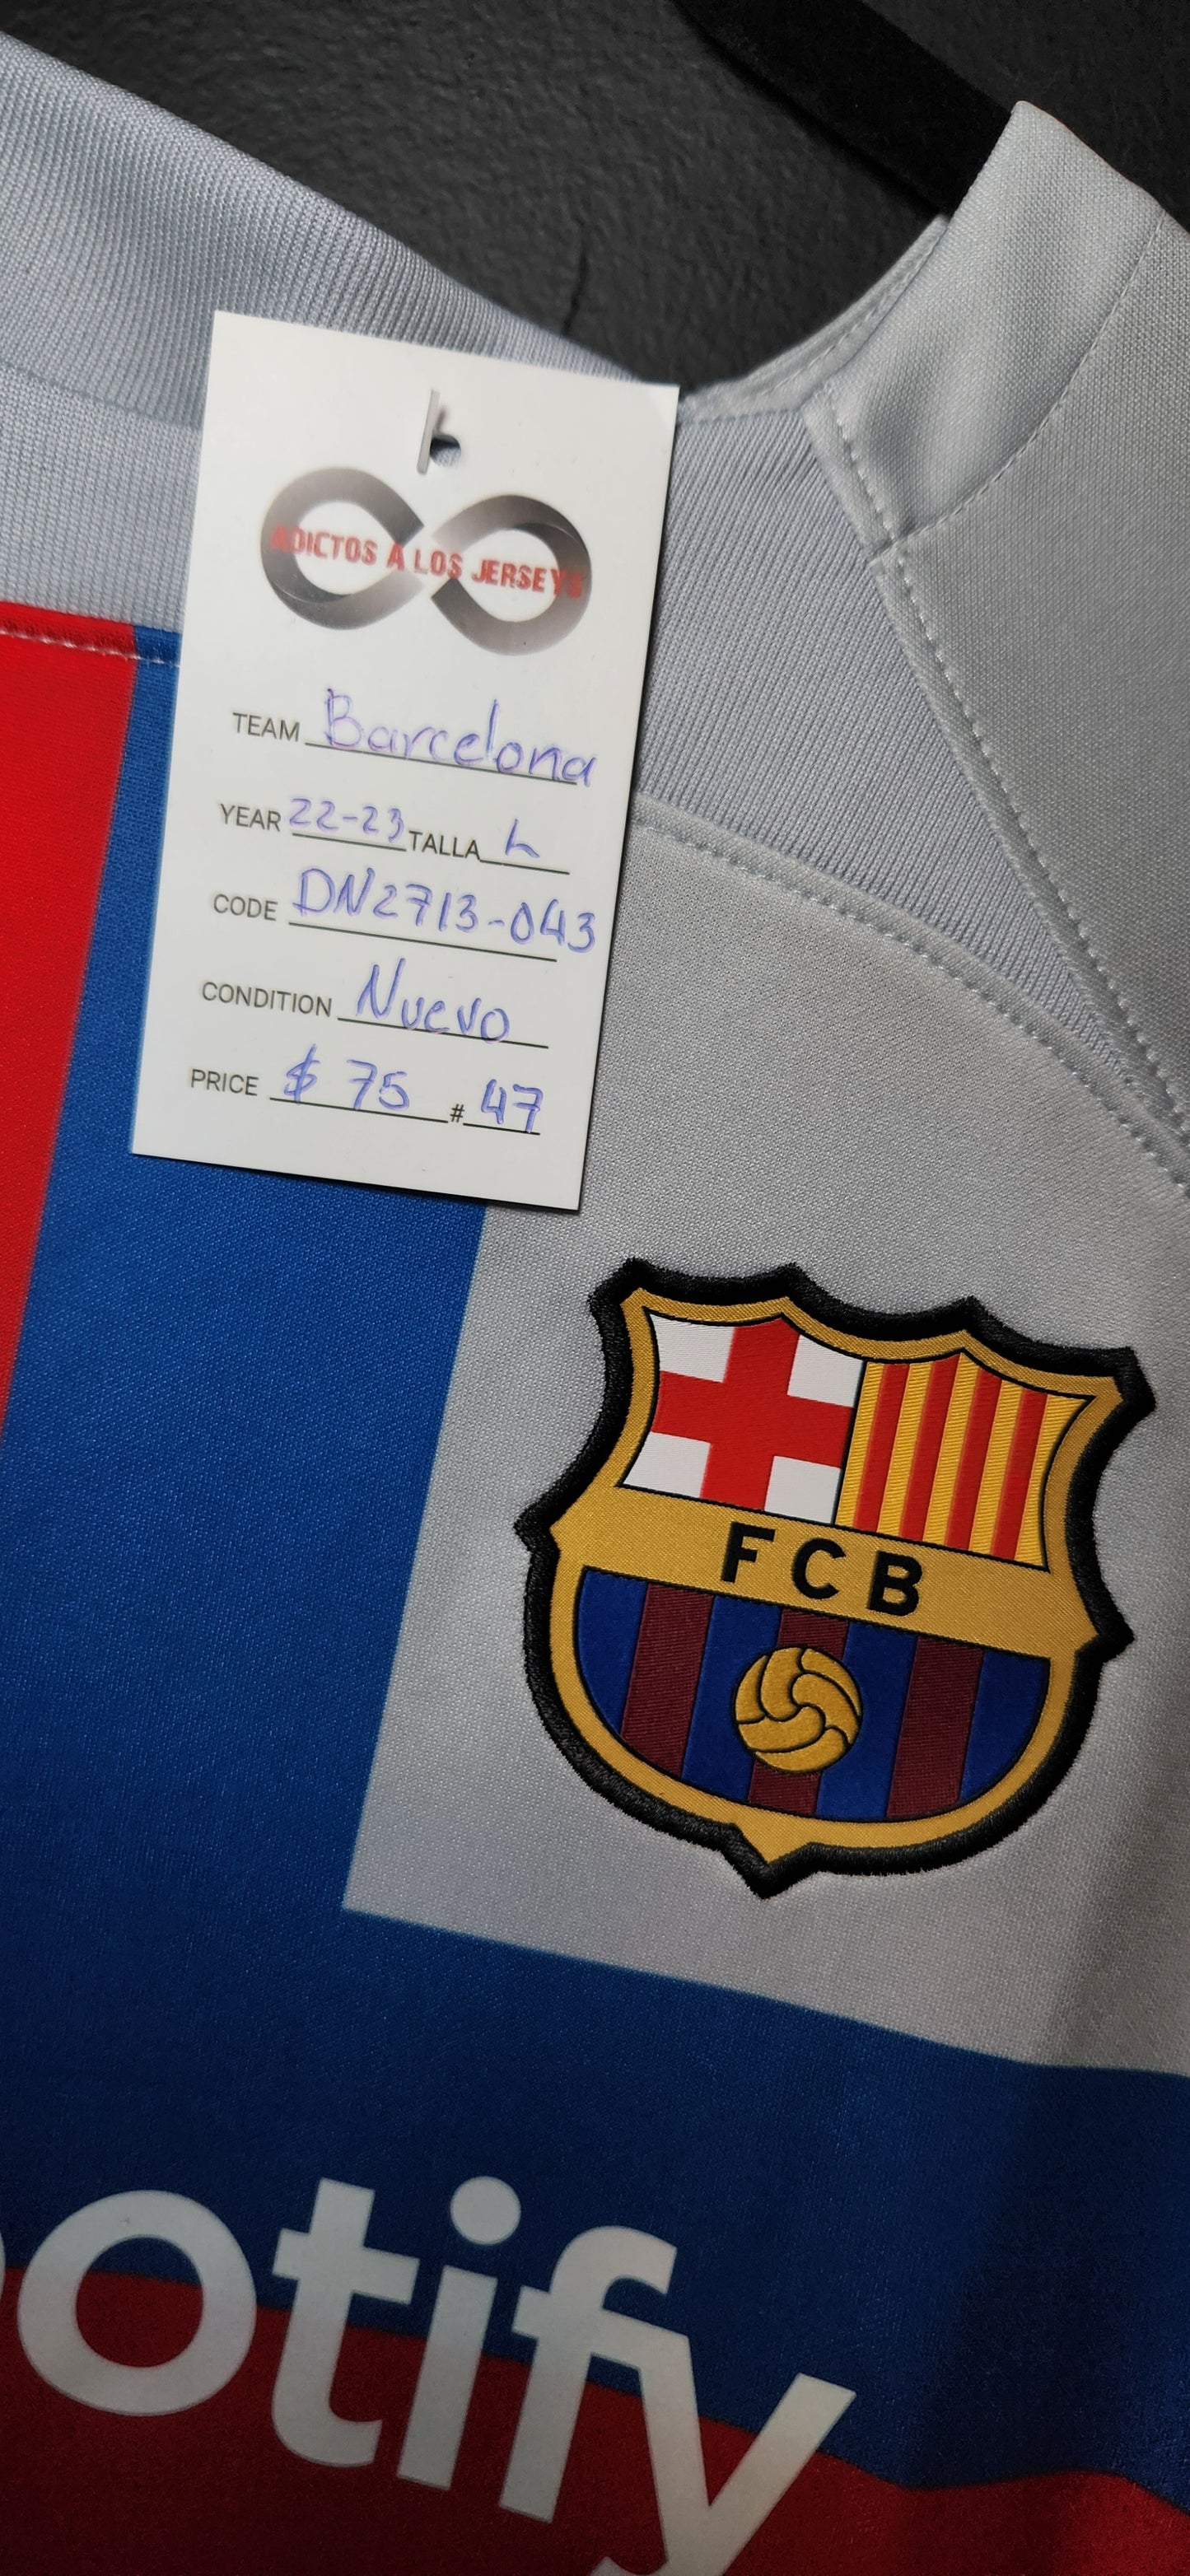 ADICTOS A LOS JERSEYS
TEAM Barcelona
YEAR 22-23 TALLA L
CODE DN2713-043
CONDITION Nuevo
PRICE $ 75 # 47
FCB
otify